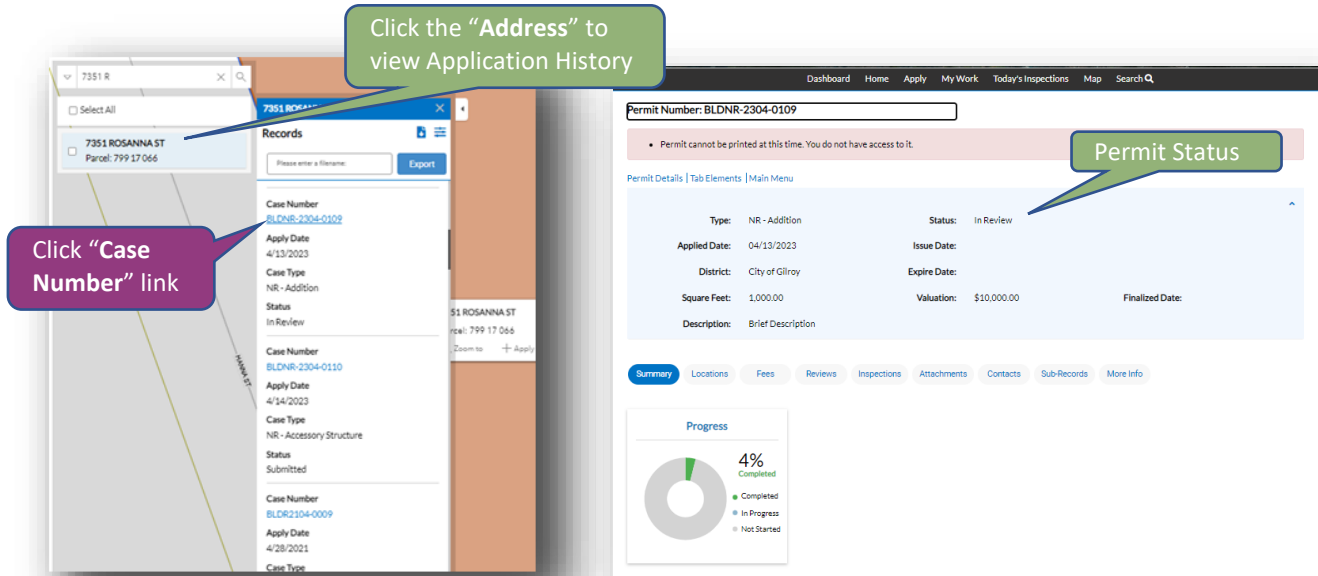 Click the “Address” to
view Application History
7351 R
Select All
7351 ROSANNA ST
Parcel: 799 17 066
Click “Case
Number” link
7351 ROSANNA
Records
Please enter a filename:
Export
Case Number
BLDNR-2304-0109
Apply Date
4/13/2023
Case Type
NR - Addition
Status
In Review
Case Number
BLDNR-2304-0110
Apply Date
4/14/2023
Case Type
NR - Accessory Structure
Status
Submitted
Case Number
BLDR2104-0009
Apply Date
4/28/2021
Case Type
HANNA ST
51 ROSANNA ST
rcel: 799 17 066
Zoom to + Apply
Dashboard Home Apply My Work Today's Inspections Map Search
Permit Number: BLDNR-2304-0109
• Permit cannot be printed at this time. You do not have access to it.
Permit Status
Permit Details | Tab Elements | Main Menu
Type: NR - Addition Status: In Review
Applied Date: 04/13/2023 Issue Date:
District: City of Gilroy Expire Date:
Square Feet: 1,000.00 Valuation: $10,000.00 Finalized Date:
Description: Brief Description
Summary Locations Fees Reviews Inspections Attachments Contacts Sub-Records More Info
Progress
4%
Completed
Completed
In Progress
Not Started